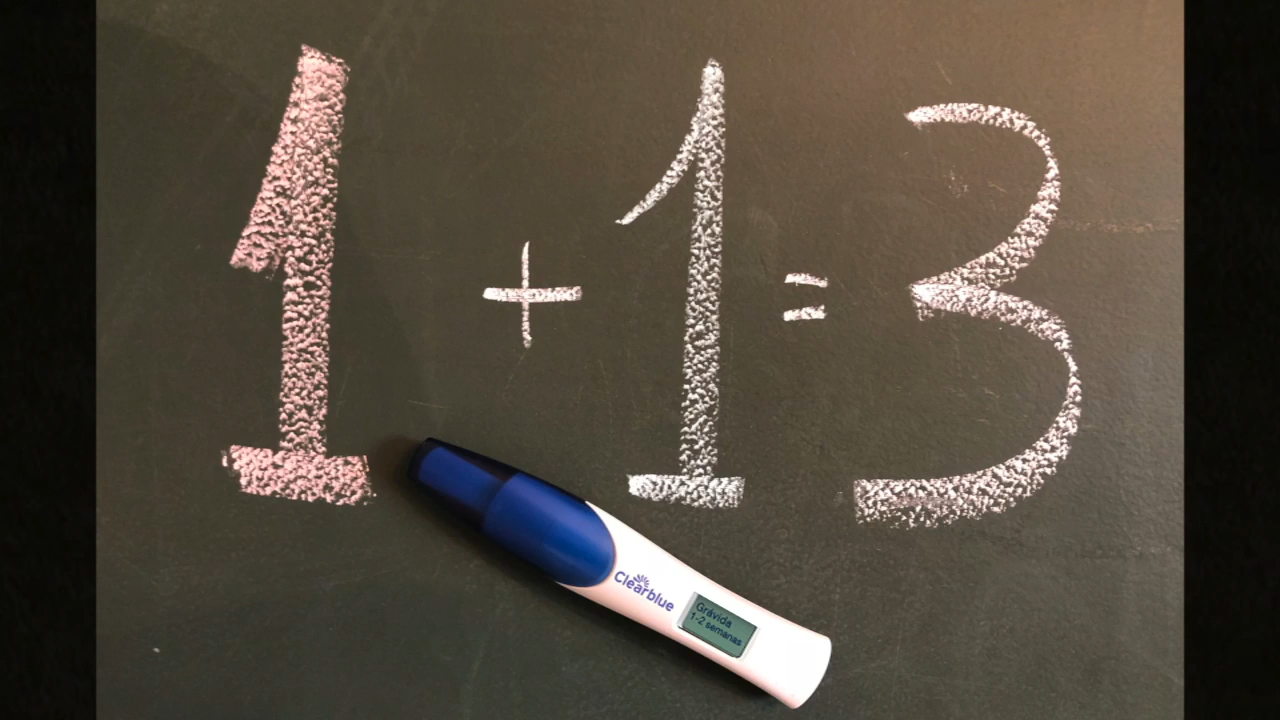 1 + 1 = 3
Clearblue
Grávida
1-2 semanas